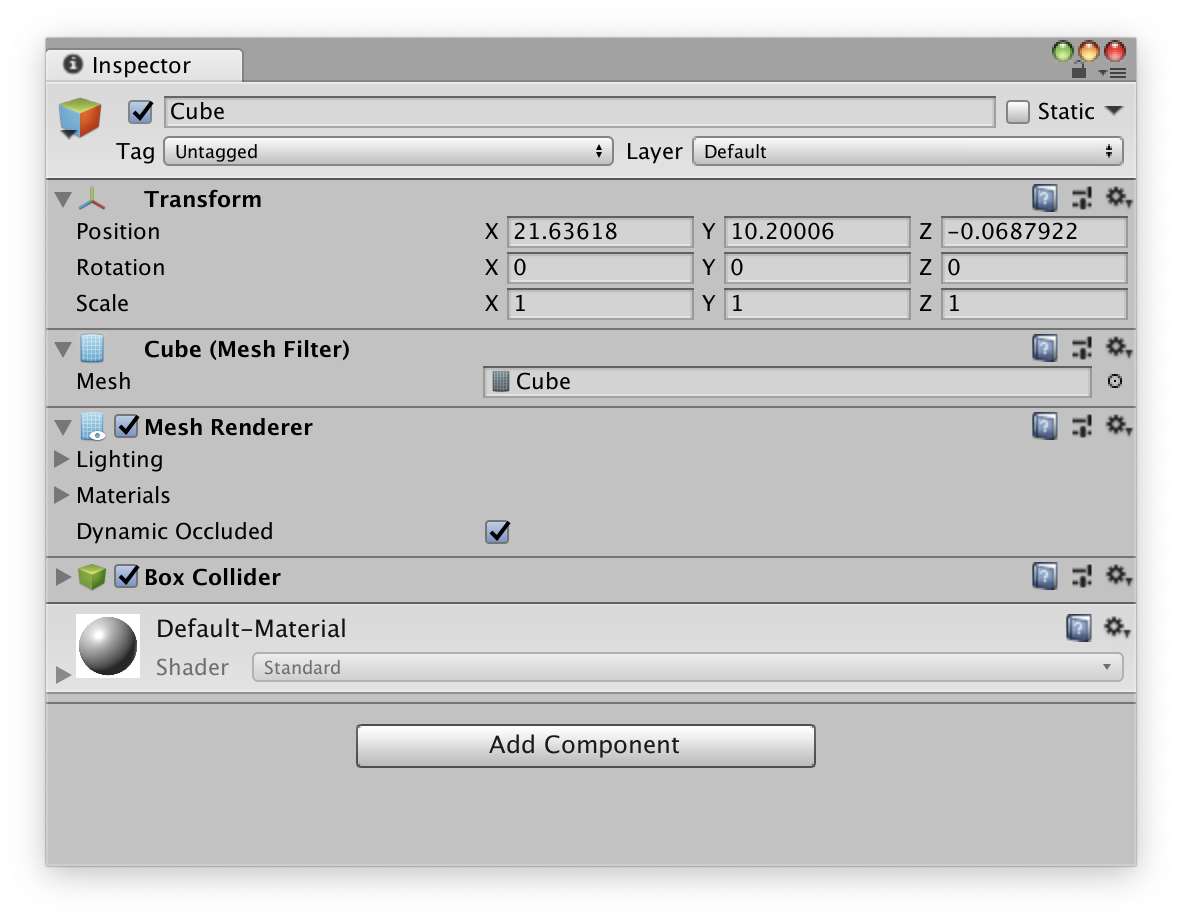 Inspector
Cube Static
Tag Untagged Layer Default
Transform
Position X 21.63618 Y 10.20006 Z -0.0687922
Rotation X 0 Y 0 Z 0
Scale X 1 Y 1 Z 1
Cube (Mesh Filter)
Mesh Cube
Mesh Renderer
Lighting
Materials
Dynamic Occluded
Box Collider
Default-Material
Shader Standard
Add Component